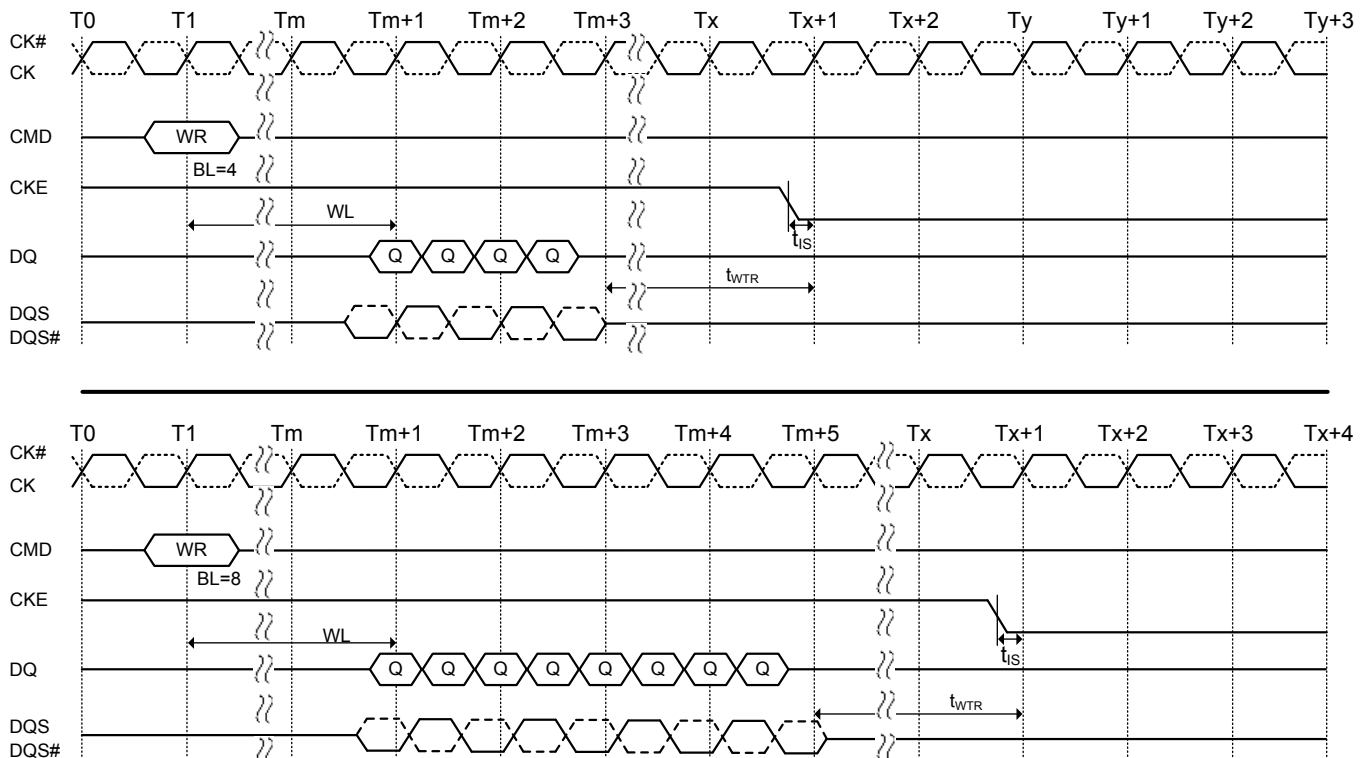 T0 T1 Tm Tm+1 Tm+2 Tm+3 Tx Tx+1 Tx+2 Ty Ty+1 Ty+2 Ty+3
CK#
CK
CMD WR
BL=4
CKE
WL
tIS
DQ Q Q Q Q
tWTR
DQS
DQS#
T0 T1 Tm Tm+1 Tm+2 Tm+3 Tm+4 Tm+5 Tx Tx+1 Tx+2 Tx+3 Tx+4
CK#
CK
CMD WR
BL=8
CKE
WL
tIS
DQ Q Q Q Q Q Q Q Q
tWTR
DQS
DQS#